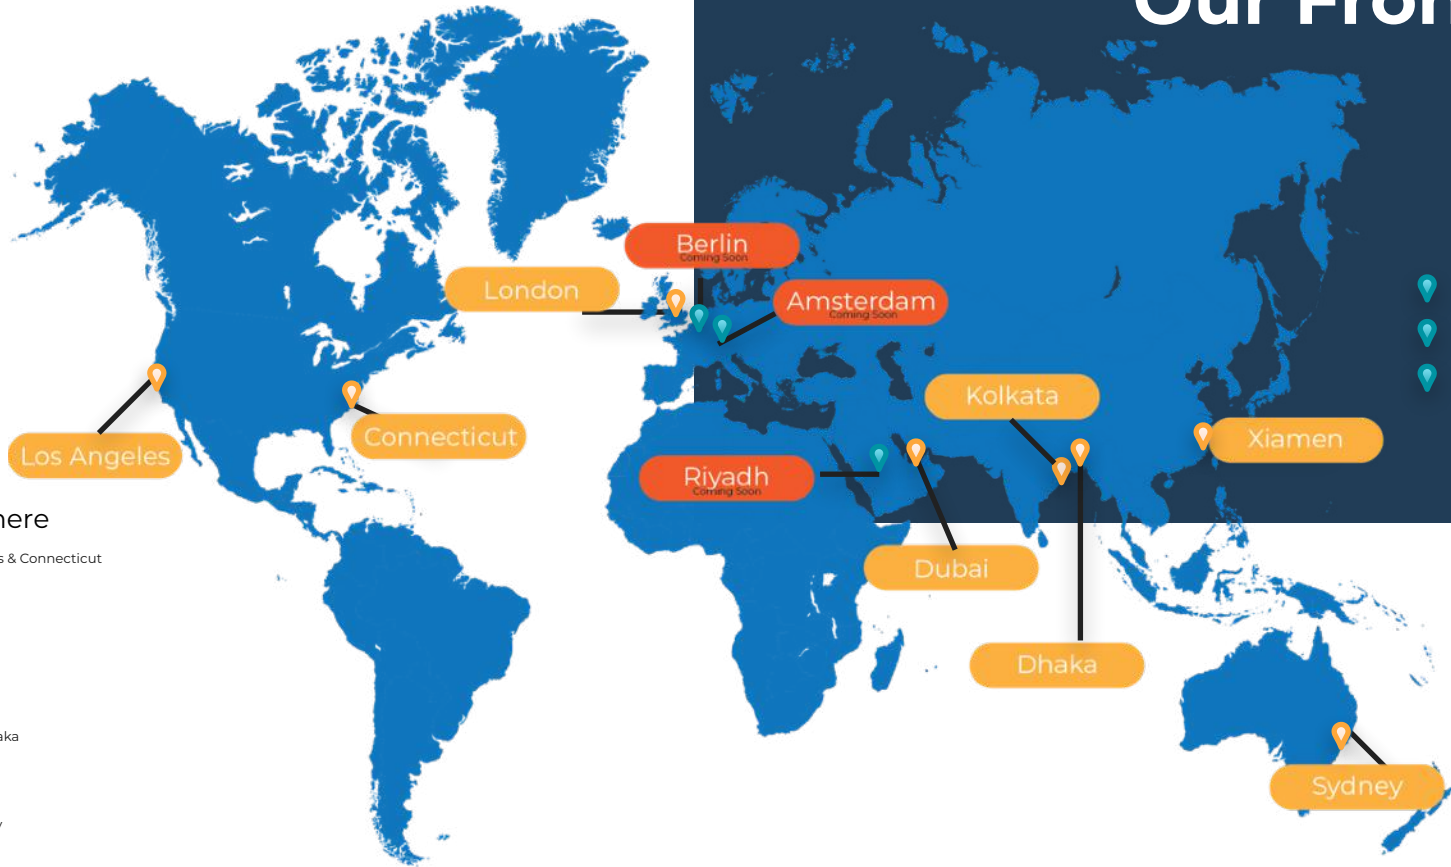 Our Fron
Berlin
Coming Soon
London
Amsterdam
Coming Soon
Kolkata
Connecticut
Xiamen
Los Angeles
Riyadh
Coming Soon
here
s & Connecticut
Dubai
Dhaka
aka
Sydney
y